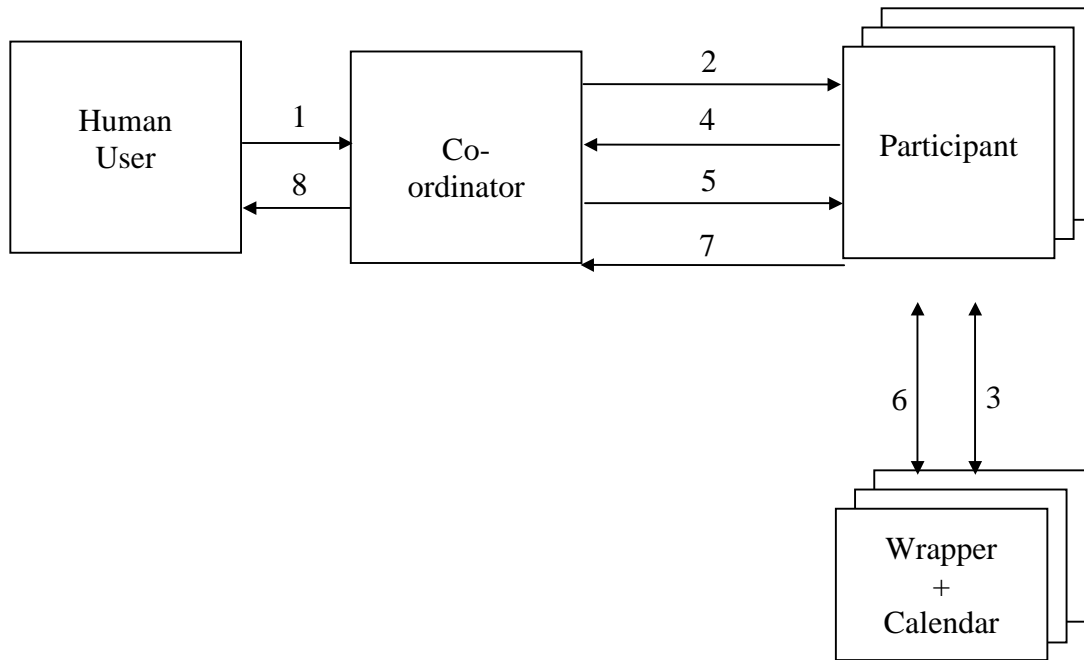 Human
User
1
8
Co-
ordinator
2
4
5
7
Participant
6
3
Wrapper
+
Calendar